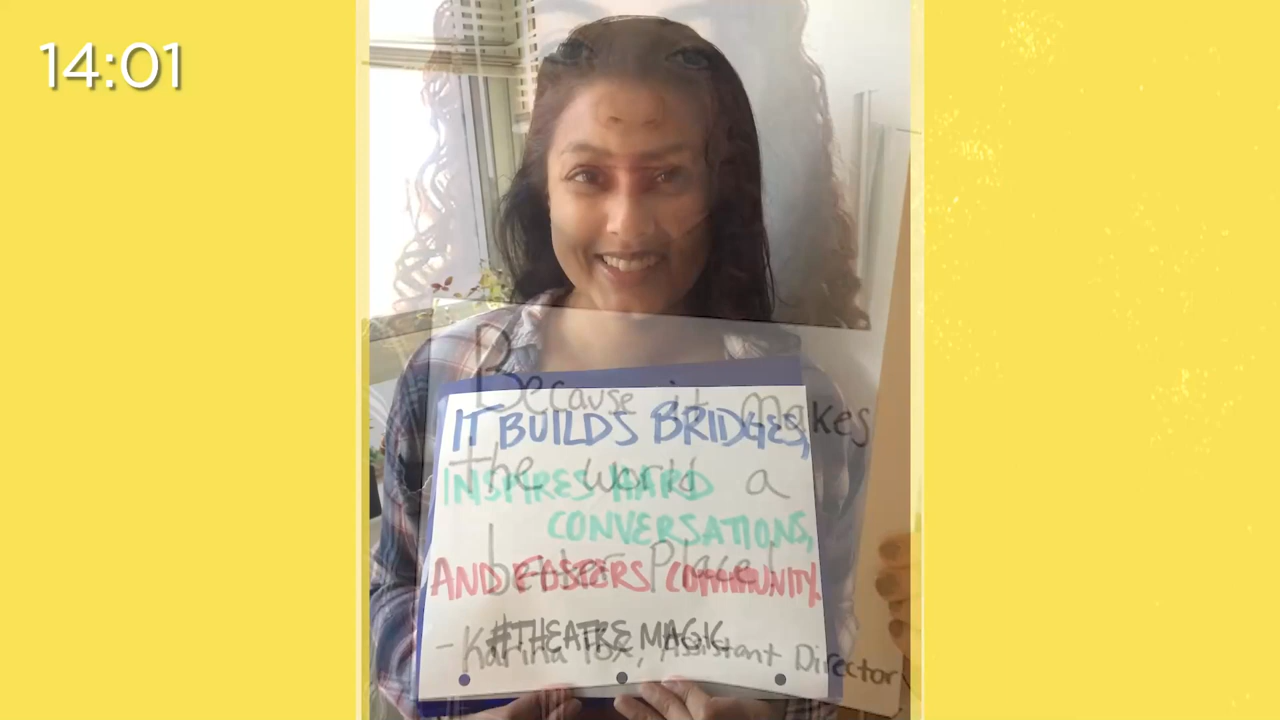 14:01
IT BUILDS BRIDGES,
INSPIRES HARD
CONVERSATIONS,
AND FOSTERS COMMUNITY.
#THEATRE MAGIC
Because it makes
the world a
better Place!
- Karina Fox, Assistant Director